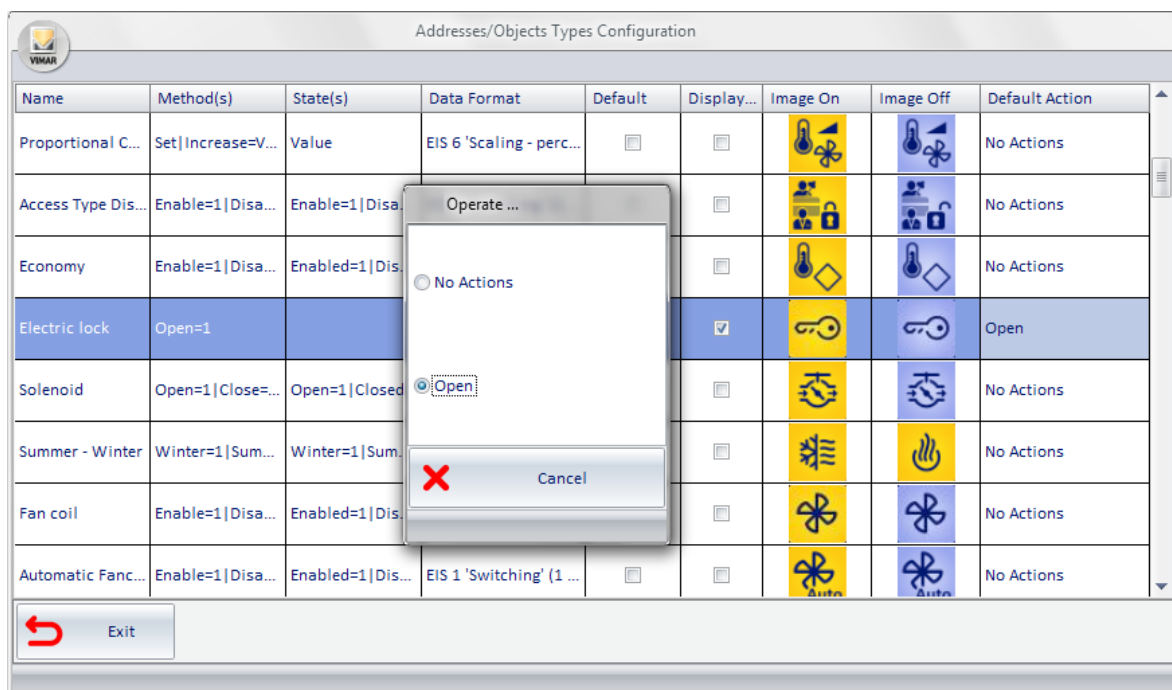 Addresses/Objects Types Configuration
VIMAR
Name Method(s) State(s) Data Format Default Display... Image On Image Off Default Action
Proportional C... Set|Increase=V... Value EIS 6 'Scaling - perc... No Actions
Access Type Dis... Enable=1|Disa... Enable=1|Disa. No Actions
Operate ...
Economy Enable=1|Disa... Enabled=1|Dis. No Actions
No Actions
Electric lock Open=1 Open
Solenoid Open=1|Close=... Open=1|Closed No Actions
Open
Summer - Winter Winter=1|Sum... Winter=1|Sum. No Actions
Cancel
Fan coil Enable=1|Disa... Enabled=1|Dis. No Actions
Automatic Fanc... Enable=1|Disa... Enabled=1|Dis... EIS 1 'Switching' (1 ... Auto Auto No Actions
Exit